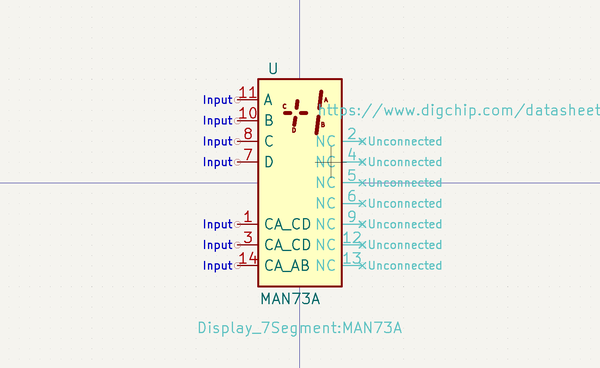 U
Input 11 A
C A
https://www.digchip.com/datasheet
Input 10 B
D B
Input 8 C NC 2 Unconnected
Input 7 D NC 4 Unconnected
NC 5 Unconnected
NC 6 Unconnected
Input 1 CA_CD NC 9 Unconnected
Input 3 CA_CD NC 12 Unconnected
Input 14 CA_AB NC 13 Unconnected
MAN73A
Display_7Segment:MAN73A